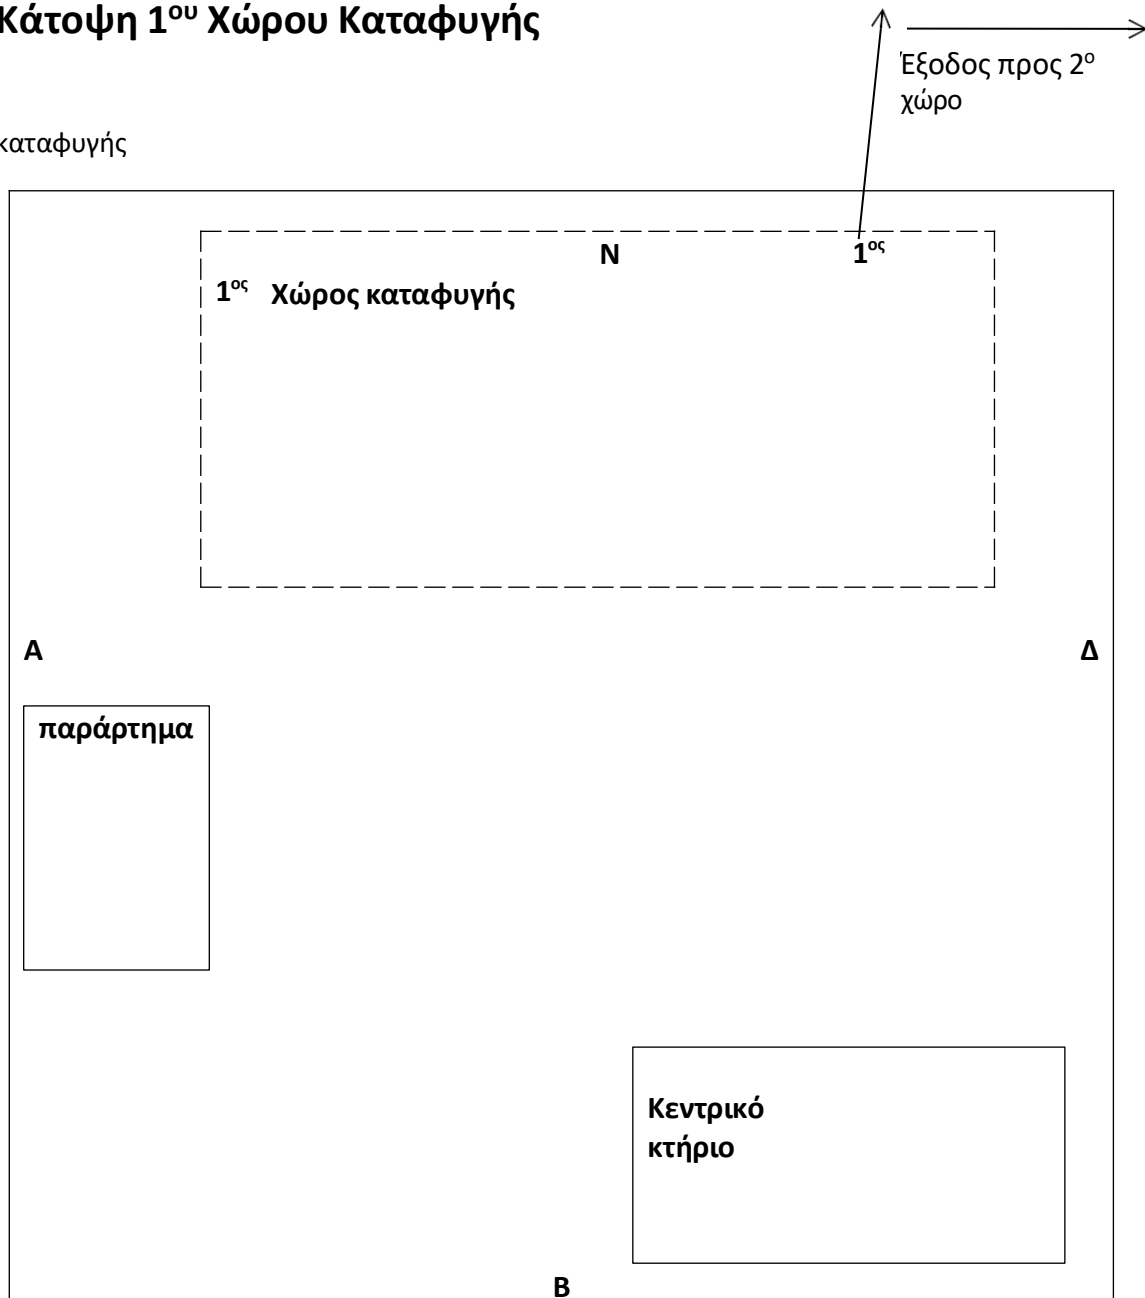 Κάτοψη 1ου Χώρου Καταφυγής
Έξοδος προς 2ο
χώρο
καταφυγής
Ν 1ος
1ος Χώρος καταφυγής
Α Δ
παράρτημα
Κεντρικό
κτήριο
Β